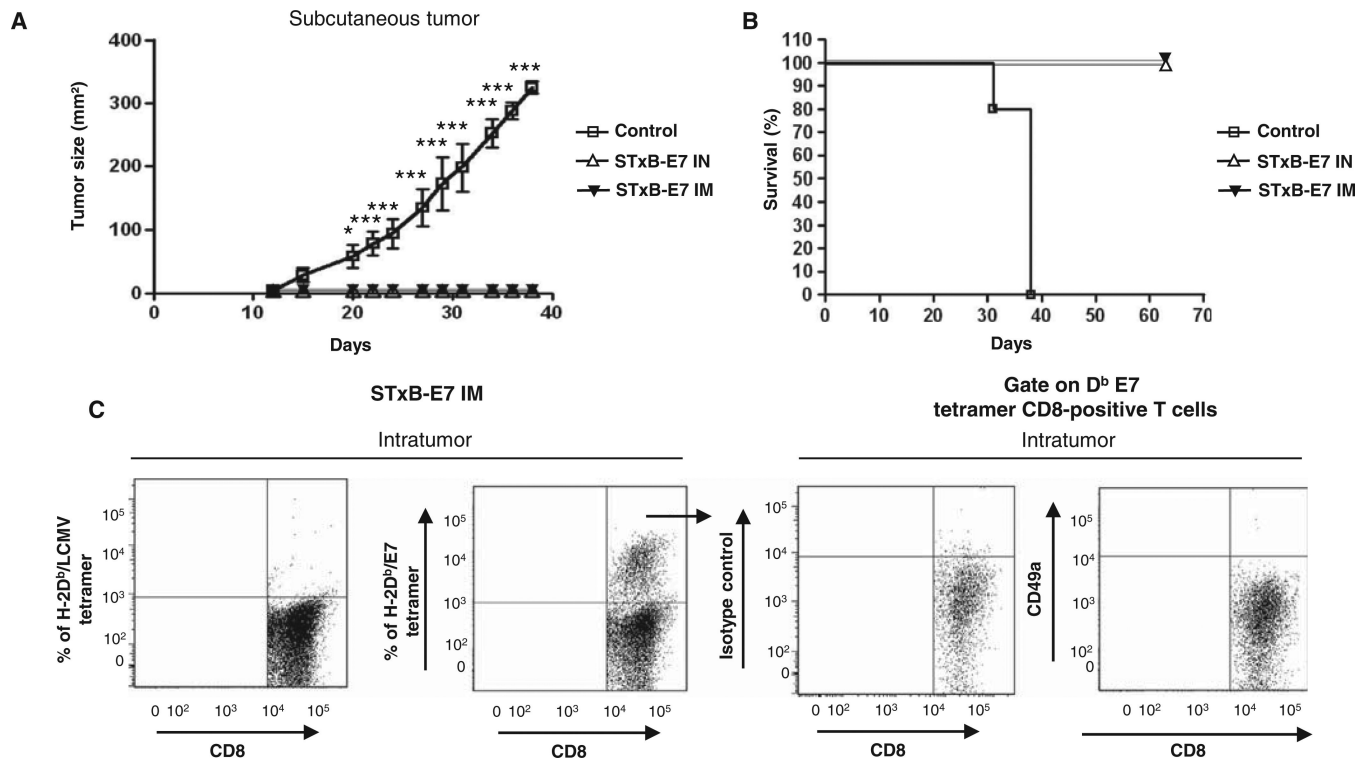 A
Subcutaneous tumor
Tumor size (mm²)
400
300
200
100
0
*
***
***
***
***
***
***
***
***
0 10 20 30 40
Days
Control
STxB-E7 IN
STxB-E7 IM
B
Survival (%)
110
100
90
80
70
60
50
40
30
20
10
0
0 10 20 30 40 50 60 70
Days
Control
STxB-E7 IN
STxB-E7 IM
C
STxB-E7 IM
Intratumor
Gate on Dᵇ E7
tetramer CD8-positive T cells
Intratumor
% of H-2Dᵇ/LCMV
tetramer
10⁵
10⁴
10³
10²
0
0 10² 10³ 10⁴ 10⁵
CD8
% of H-2Dᵇ/E7
tetramer
10⁵
10⁴
10³
10²
0
0 10² 10³ 10⁴ 10⁵
CD8
Isotype control
10⁵
10⁴
10³
10²
0
0 10² 10³ 10⁴ 10⁵
CD8
CD49a
10⁵
10⁴
10³
10²
0
0 10² 10³ 10⁴ 10⁵
CD8